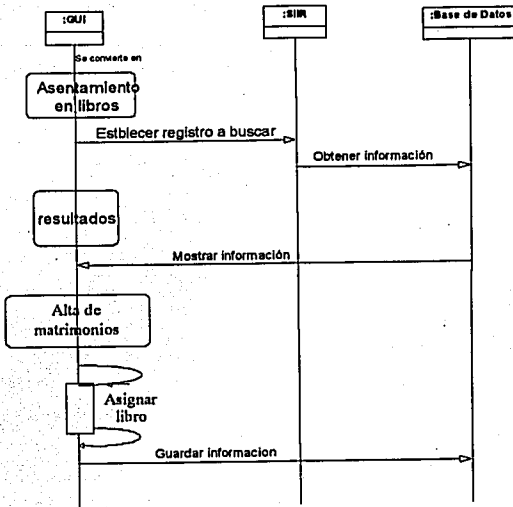 :GUI
:SIIR
:Base de Datos
Se convierte en
Asentamiento
en libros
Estblecer registro a buscar
Obtener información
resultados
Mostrar información
Alta de
matrimonios
Asignar
libro
Guardar informacion